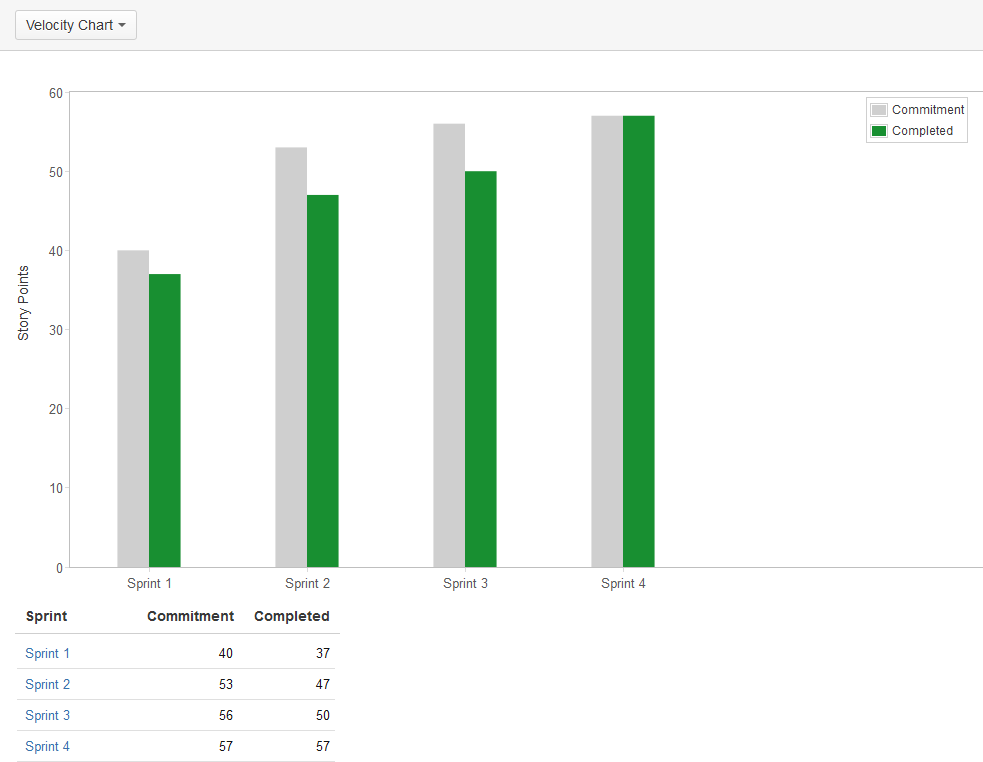 Velocity Chart
60
Commitment
Completed
50
40
Story Points
30
20
10
0
Sprint 1 Sprint 2 Sprint 3 Sprint 4
Sprint Commitment Completed
Sprint 1 40 37
Sprint 2 53 47
Sprint 3 56 50
Sprint 4 57 57